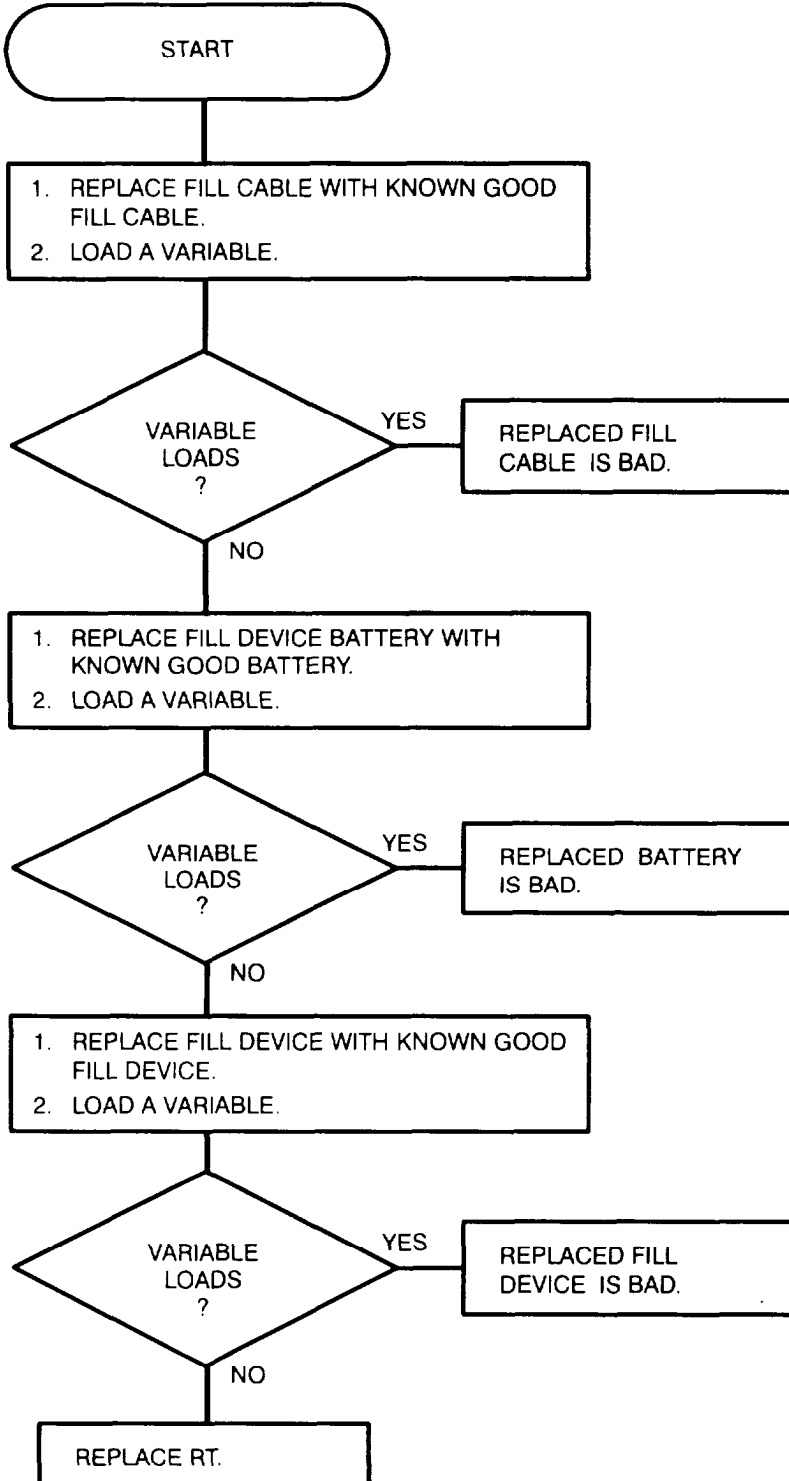 START
1. REPLACE FILL CABLE WITH KNOWN GOOD
FILL CABLE.
2. LOAD A VARIABLE.
VARIABLE
LOADS
?
YES
REPLACED FILL
CABLE IS BAD.
NO
1. REPLACE FILL DEVICE BATTERY WITH
KNOWN GOOD BATTERY.
2. LOAD A VARIABLE.
VARIABLE
LOADS
?
YES
REPLACED BATTERY
IS BAD.
NO
1. REPLACE FILL DEVICE WITH KNOWN GOOD
FILL DEVICE.
2. LOAD A VARIABLE.
VARIABLE
LOADS
?
YES
REPLACED FILL
DEVICE IS BAD.
NO
REPLACE RT.